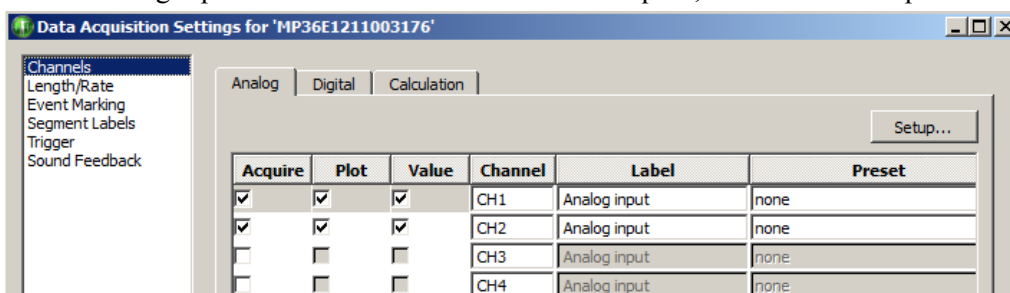 Data Acquisition Settings for 'MP36E1211003176'
Channels
Length/Rate
Event Marking
Segment Labels
Trigger
Sound Feedback
Analog Digital Calculation
Setup...
Acquire Plot Value Channel Label Preset
CH1 Analog input none
CH2 Analog input none
CH3 Analog input none
CH4 Analog input none